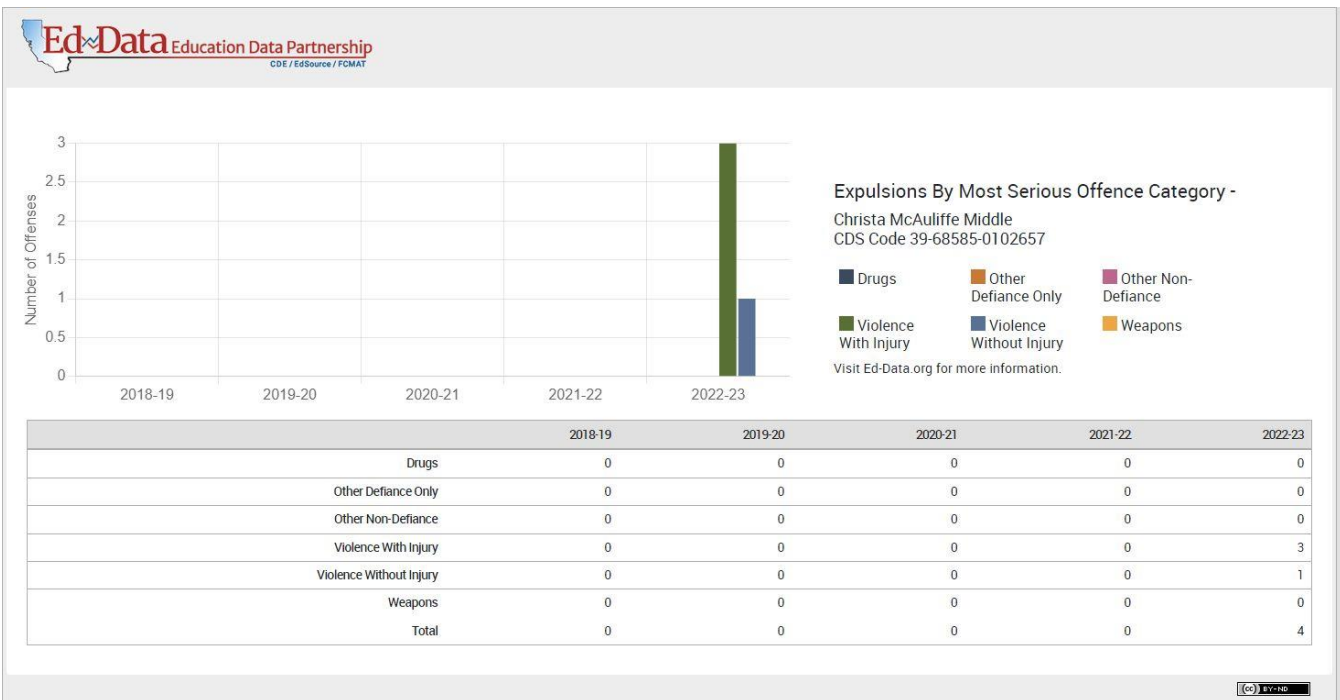 Ed Data Education Data Partnership
CDE / EdSource / FCMAT
3
2.5
2
1.5
1
0.5
0
Number of Offenses
2018-19 2019-20 2020-21 2021-22 2022-23
Expulsions By Most Serious Offence Category -
Christa McAuliffe Middle
CDS Code 39-68585-0102657
Drugs Other Other Non-
Defiance Only Defiance
Violence Violence Weapons
With Injury Without Injury
Visit Ed-Data.org for more information.
2018-19 2019-20 2020-21 2021-22 2022-23
Drugs 0 0 0 0 0
Other Defiance Only 0 0 0 0 0
Other Non-Defiance 0 0 0 0 0
Violence With Injury 0 0 0 0 3
Violence Without Injury 0 0 0 0 1
Weapons 0 0 0 0 0
Total 0 0 0 0 4
(cc) BY-ND